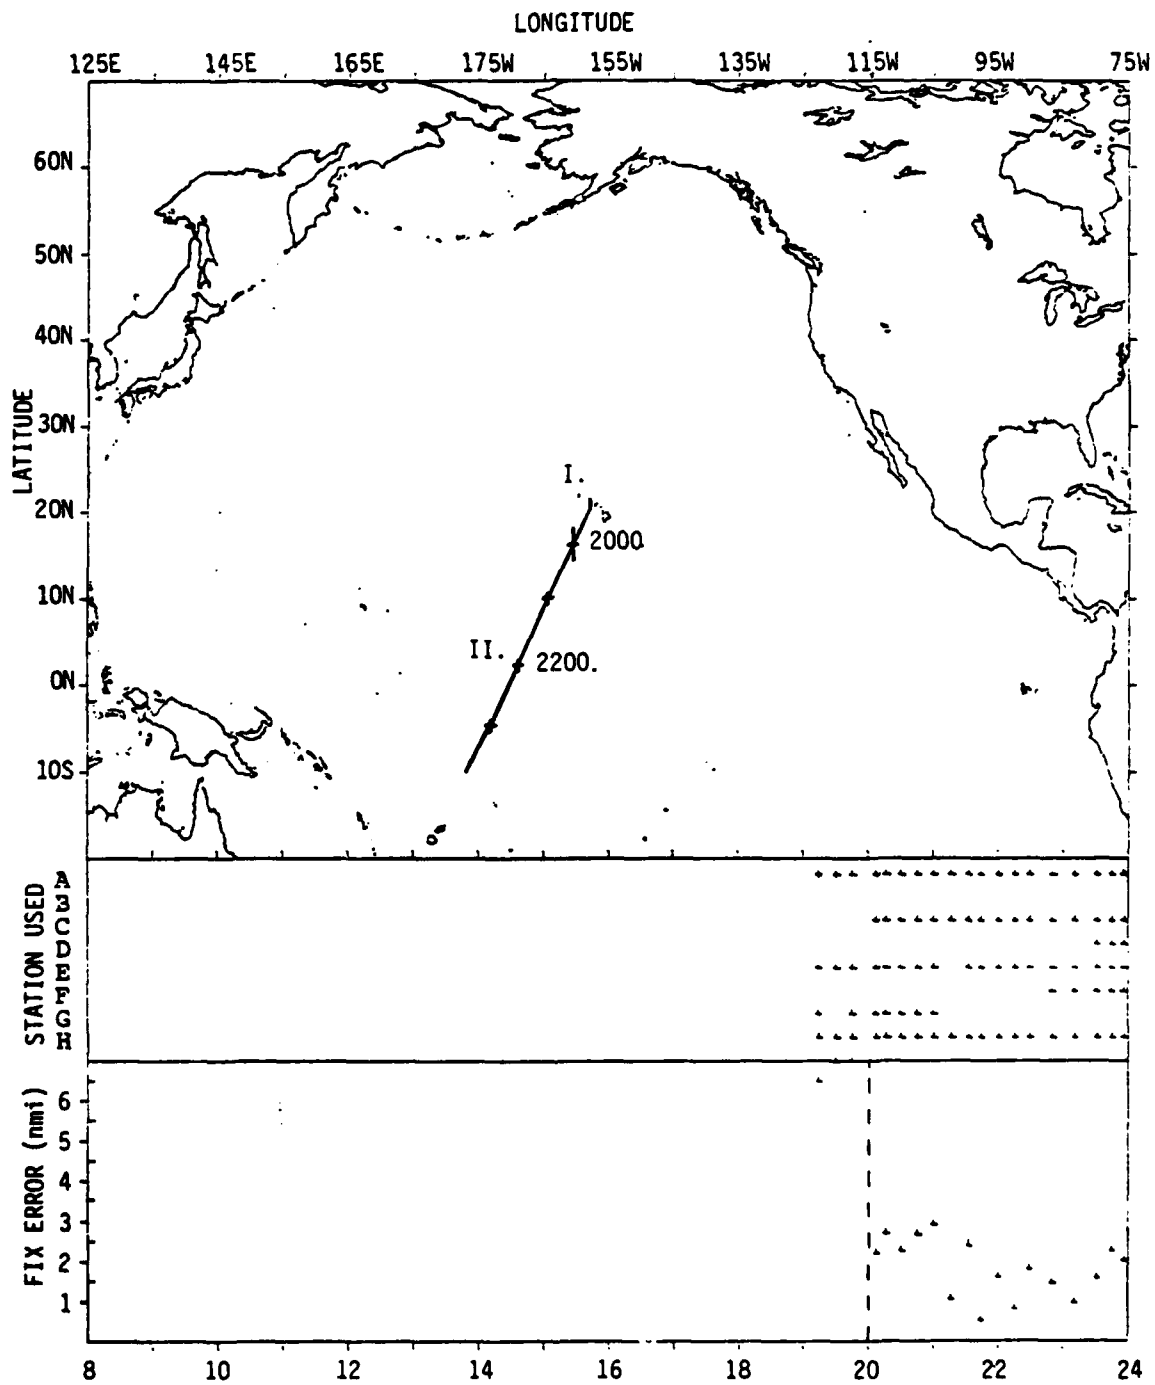 LONGITUDE
125E 145E 165E 175W 155W 135W 115W 95W 75W
LATITUDE
60N
50N
40N
30N
20N
10N
0N
10S
I.
2000
II.
2200.
STATION USED
A
B
C
D
E
F
G
H
FIX ERROR (nmi)
6
5
4
3
2
1
8 10 12 14 16 18 20 22 24